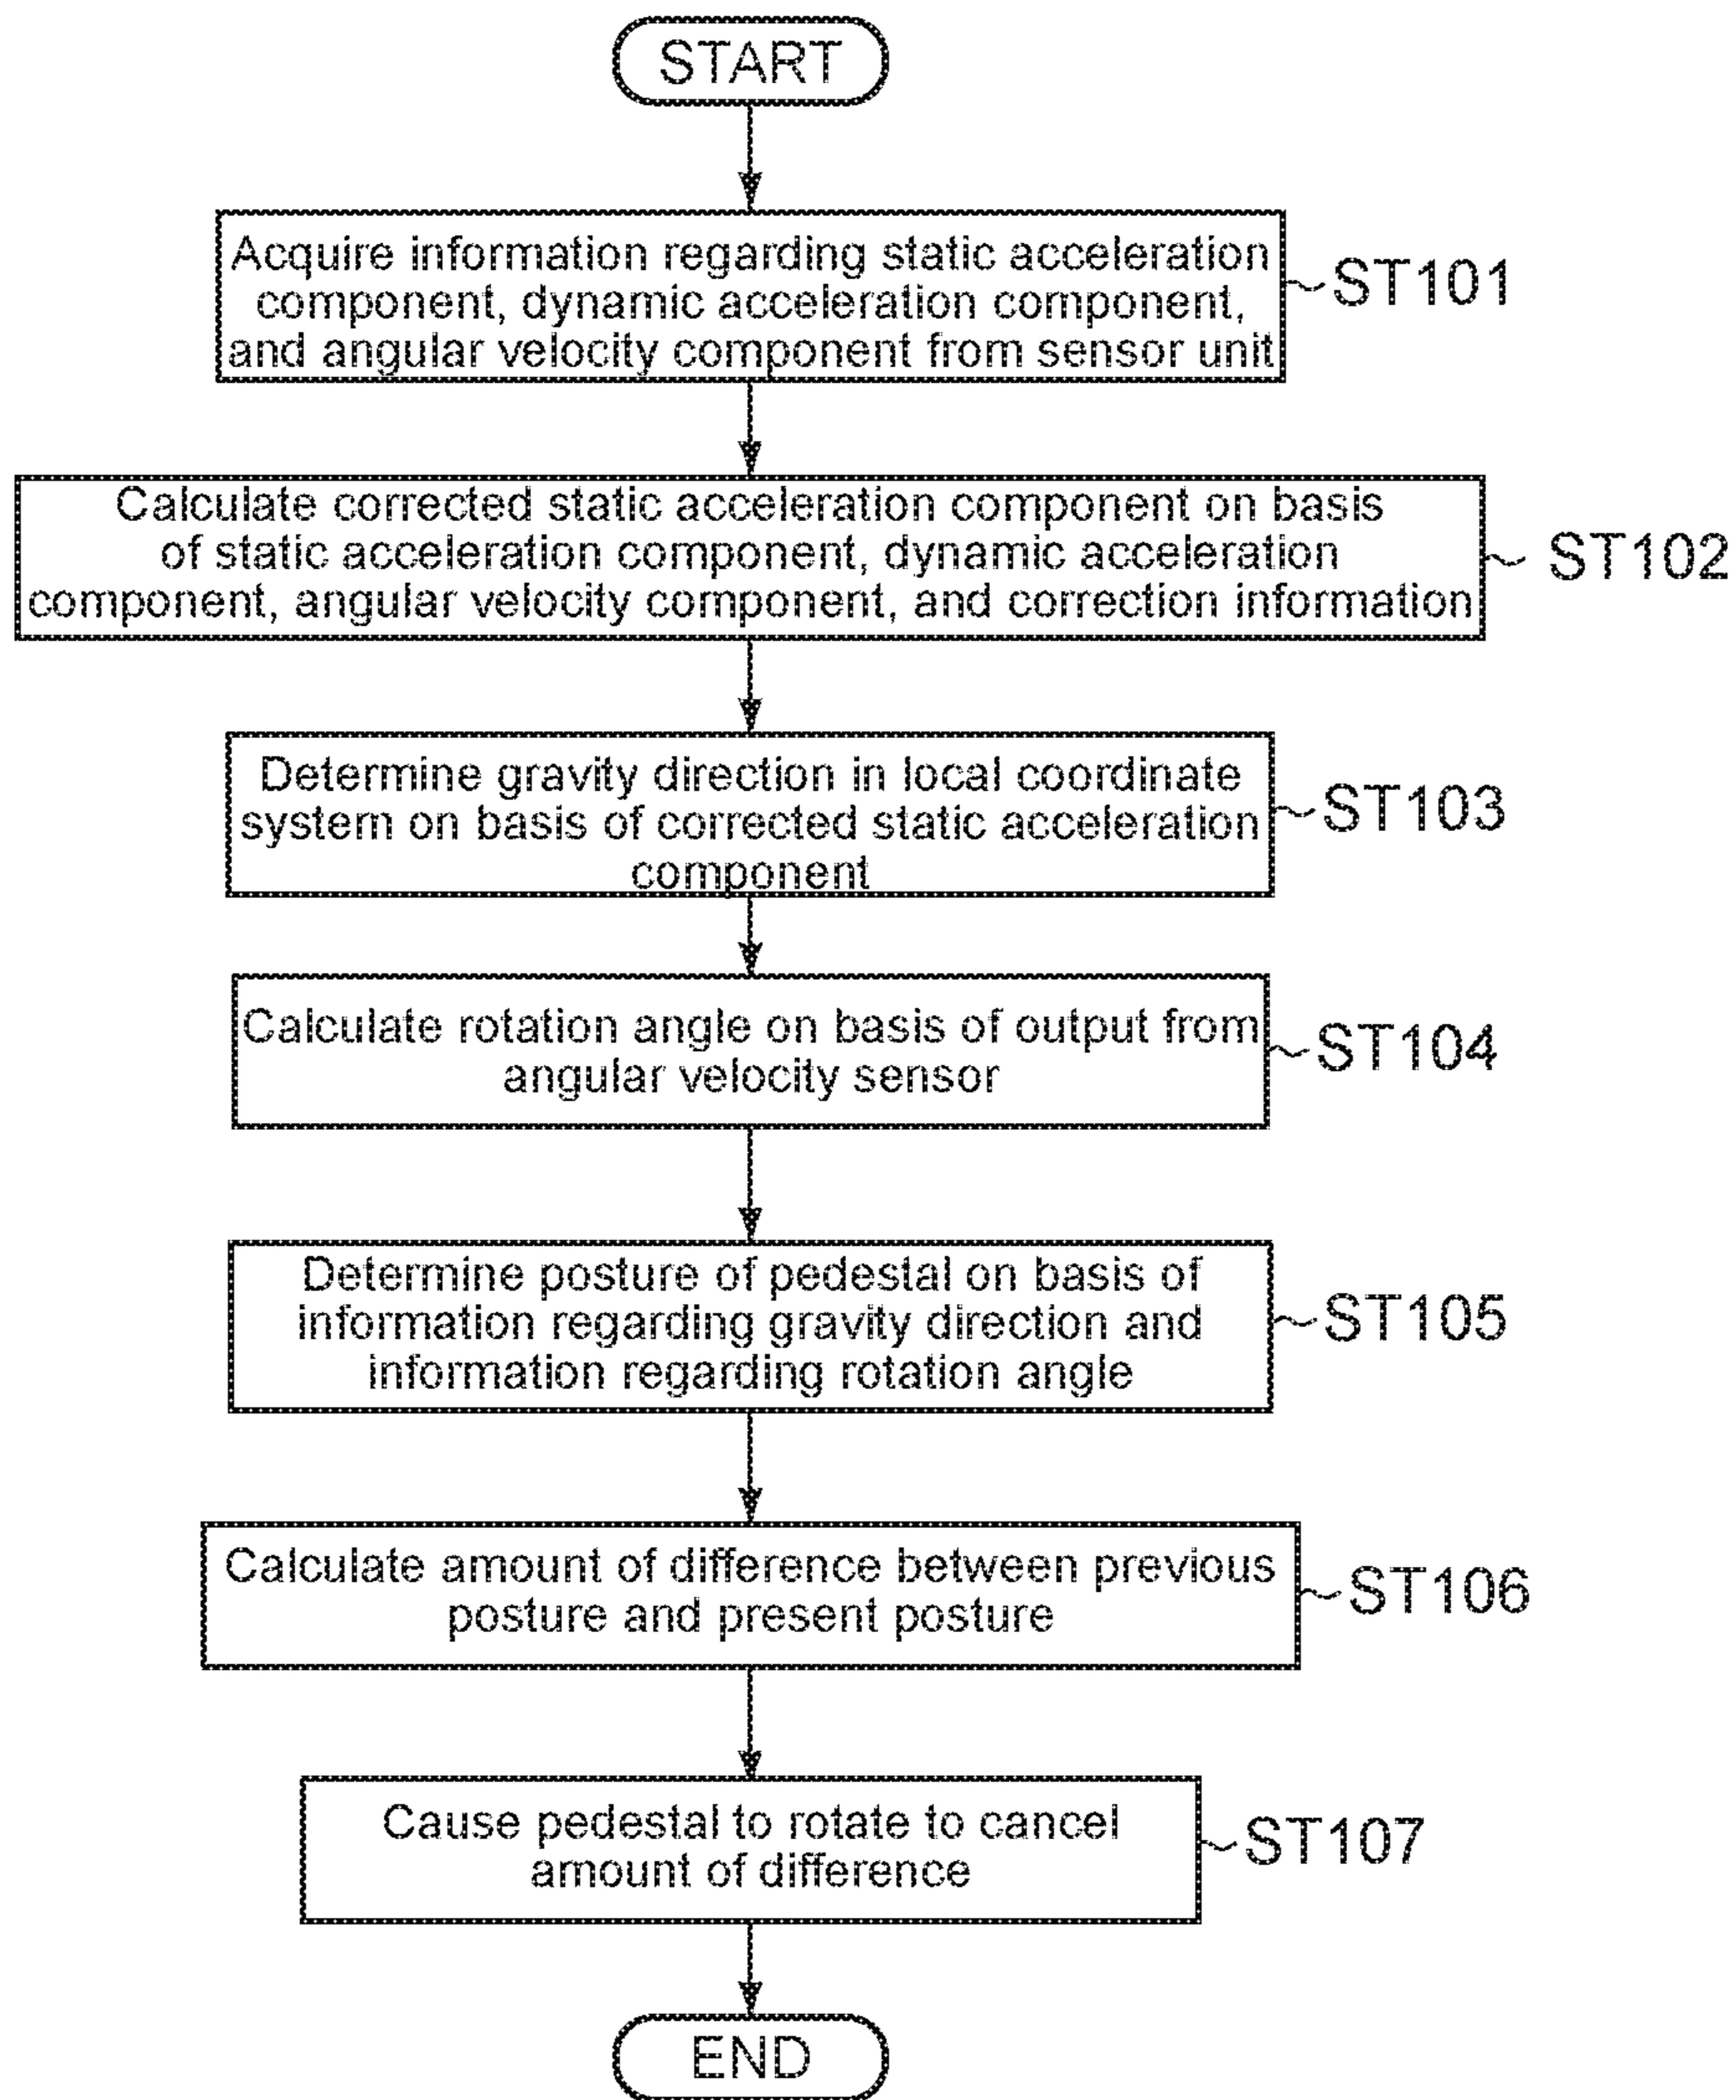 START
Acquire information regarding static acceleration
component, dynamic acceleration component,
and angular velocity component from sensor unit
ST101
Calculate corrected static acceleration component on basis
of static acceleration component, dynamic acceleration
component, angular velocity component, and correction information
ST102
Determine gravity direction in local coordinate
system on basis of corrected static acceleration
component
ST103
Calculate rotation angle on basis of output from
angular velocity sensor
ST104
Determine posture of pedestal on basis of
information regarding gravity direction and
information regarding rotation angle
ST105
Calculate amount of difference between previous
posture and present posture
ST106
Cause pedestal to rotate to cancel
amount of difference
ST107
END